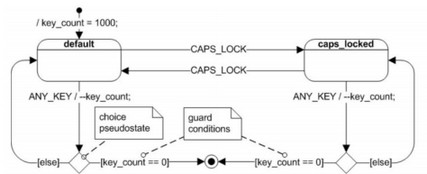 / key_count = 1000;
default
caps_locked
CAPS_LOCK
CAPS_LOCK
ANY_KEY / --key_count;
ANY_KEY / --key_count;
choice
pseudostate
guard
conditions
[else]
[key_count == 0]
[key_count == 0]
[else]